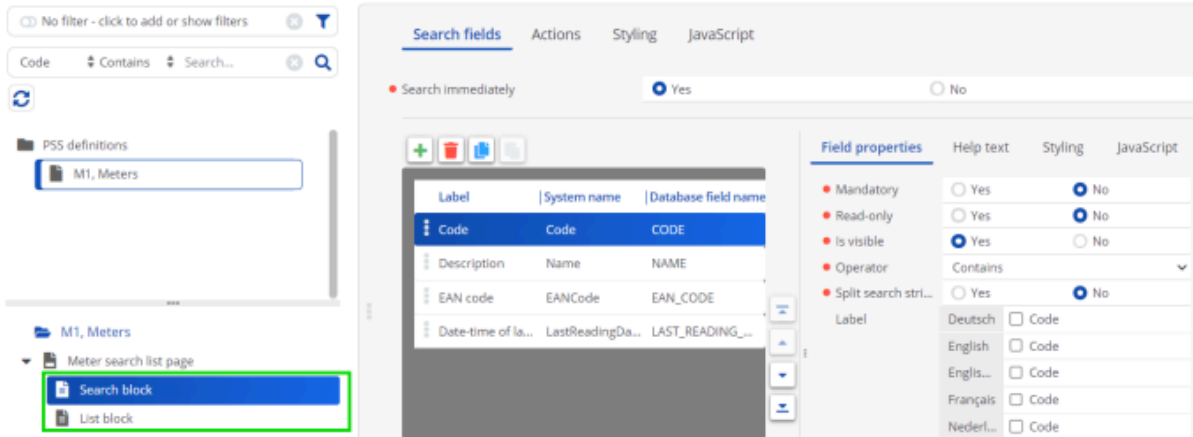 No filter - click to add or show filters
Code Contains Search...
PSS definitions
M1, Meters
M1, Meters
Meter search list page
Search block
List block
Search fields Actions Styling JavaScript
Search immediately Yes No
Label System name Database field name
Code Code CODE
Description Name NAME
EAN code EANCode EAN_CODE
Date-time of la... LastReadingDa... LAST_READING_...
Field properties Help text Styling JavaScript
Mandatory Yes No
Read-only Yes No
Is visible Yes No
Operator Contains
Split search stri... Yes No
Label Deutsch Code
English Code
Englis... Code
Français Code
Nederl... Code